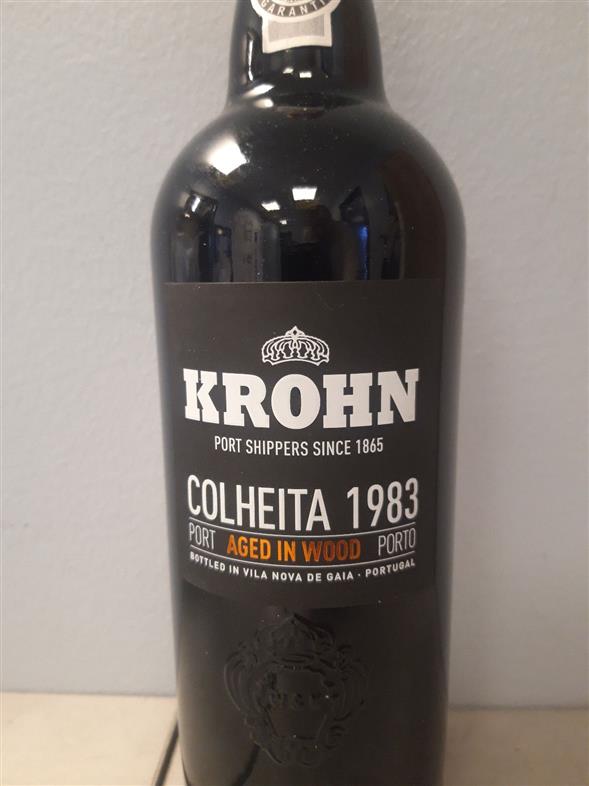 GARANTI
KROHN
PORT SHIPPERS SINCE 1865
COLHEITA 1983
PORT AGED IN WOOD PORTO
BOTTLED IN VILA NOVA DE GAIA · PORTUGAL